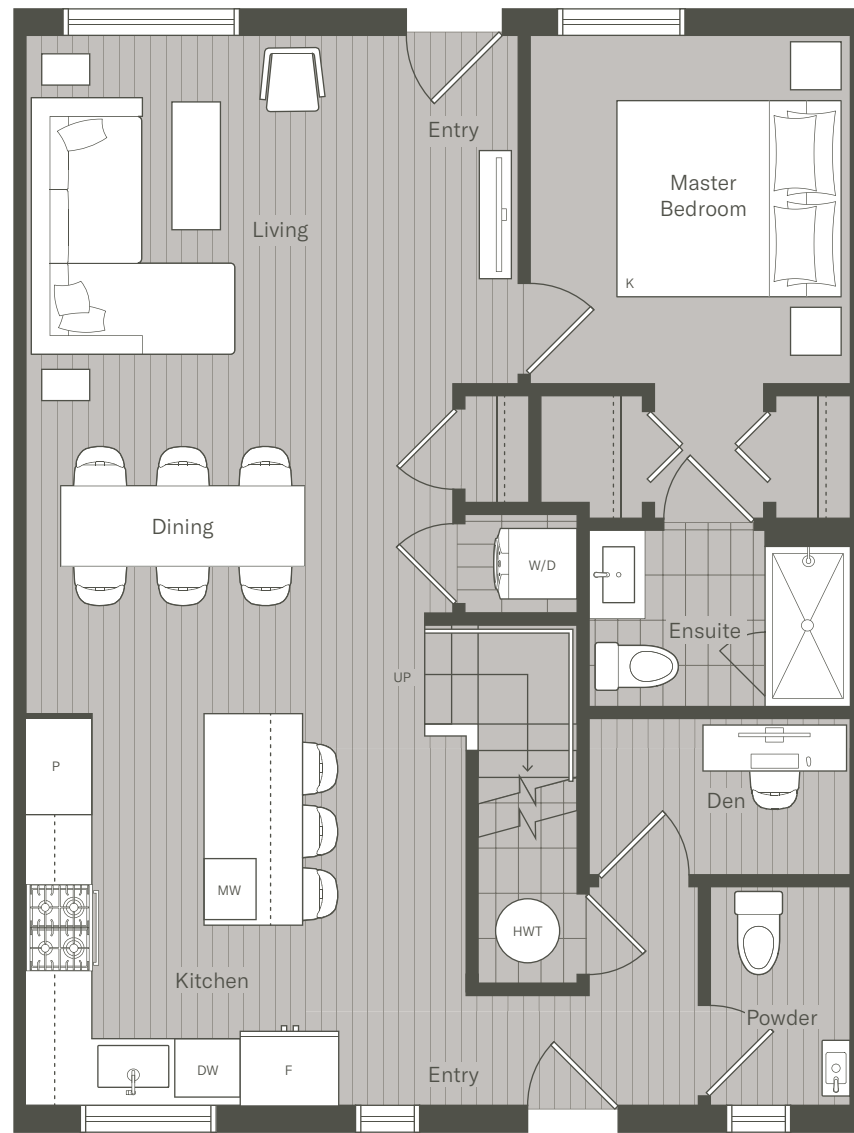 Entry
Master
Bedroom
Living
K
Dining
W/D
Ensuite
UP
P
Den
MW
HWT
Kitchen
Powder
DW
F
Entry